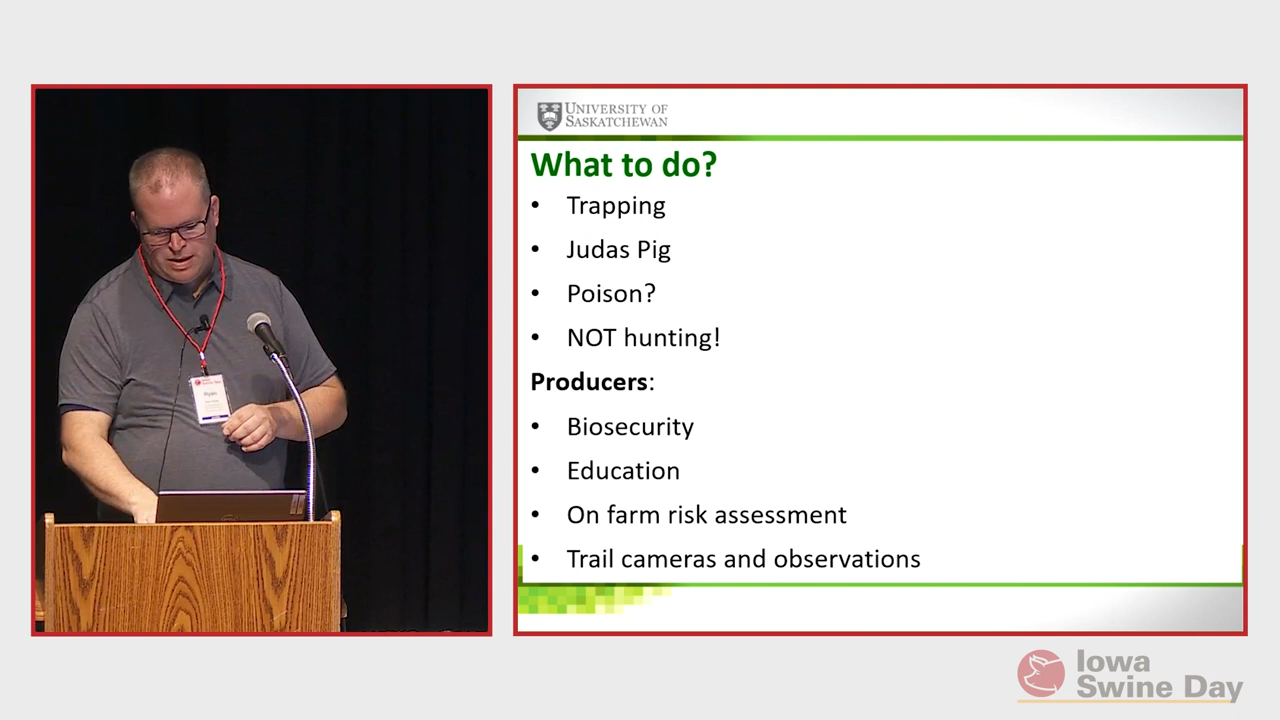 UNIVERSITY OF
SASKATCHEWAN
What to do?
• Trapping
• Judas Pig
• Poison?
• NOT hunting!
Producers:
• Biosecurity
• Education
• On farm risk assessment
• Trail cameras and observations
Ryan
Iowa
Swine Day